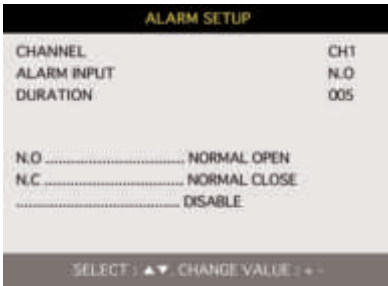 ALARM SETUP
CHANNEL CH1
ALARM INPUT N.O
DURATION 005
N.O ................................ NORMAL OPEN
N.C ................................ NORMAL CLOSE
...................................... DISABLE
SELECT : ▲▼, CHANGE VALUE : + -